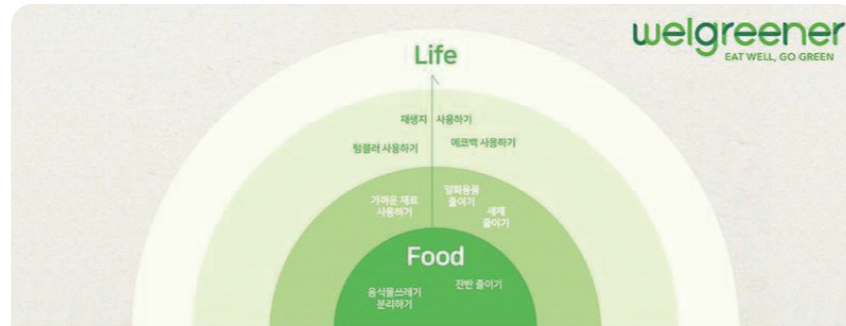 welgreener
EAT WELL, GO GREEN
Life
재생지 사용하기
텀블러 사용하기
에코백 사용하기
가까운 재료
사용하기
일회용품
줄이기
세제
줄이기
Food
음식물쓰레기
분리하기
잔반 줄이기